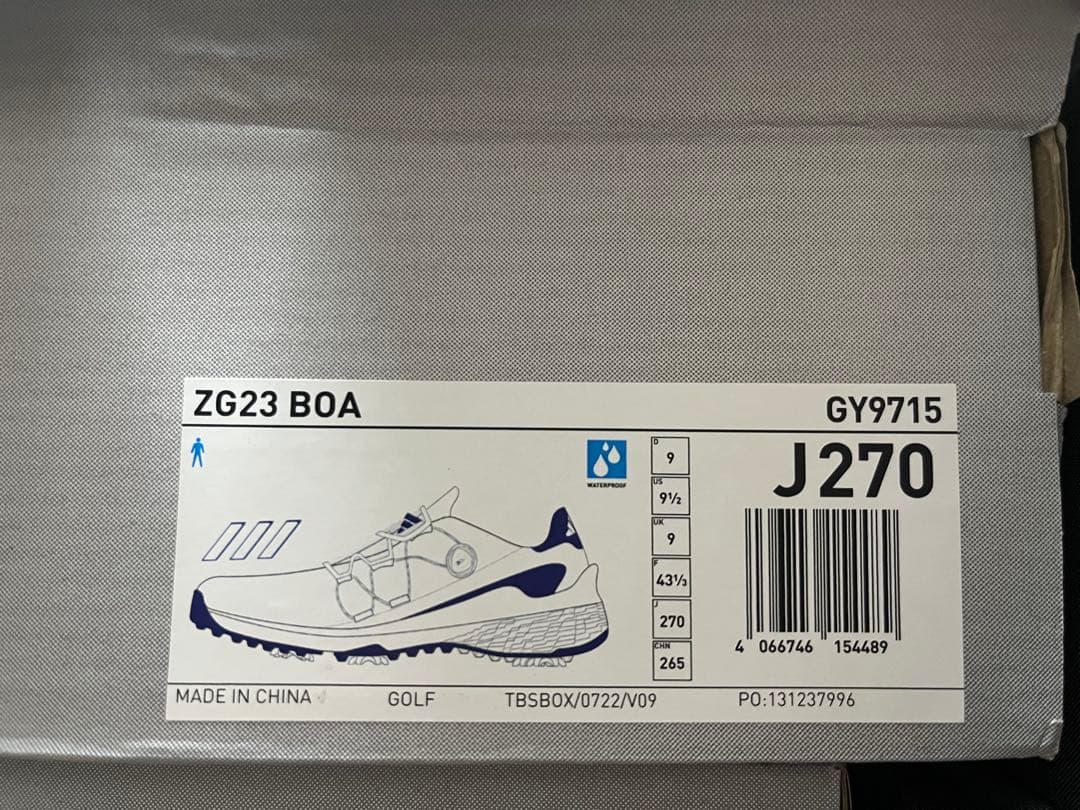 ZG23 BOA
GY9715
WATERPROOF
D 9
US 9½
UK 9
F 43⅓
J 270
CHN 265
J 270
4 066746 154489
MADE IN CHINA GOLF TBSBOX/0722/V09 PO:131237996